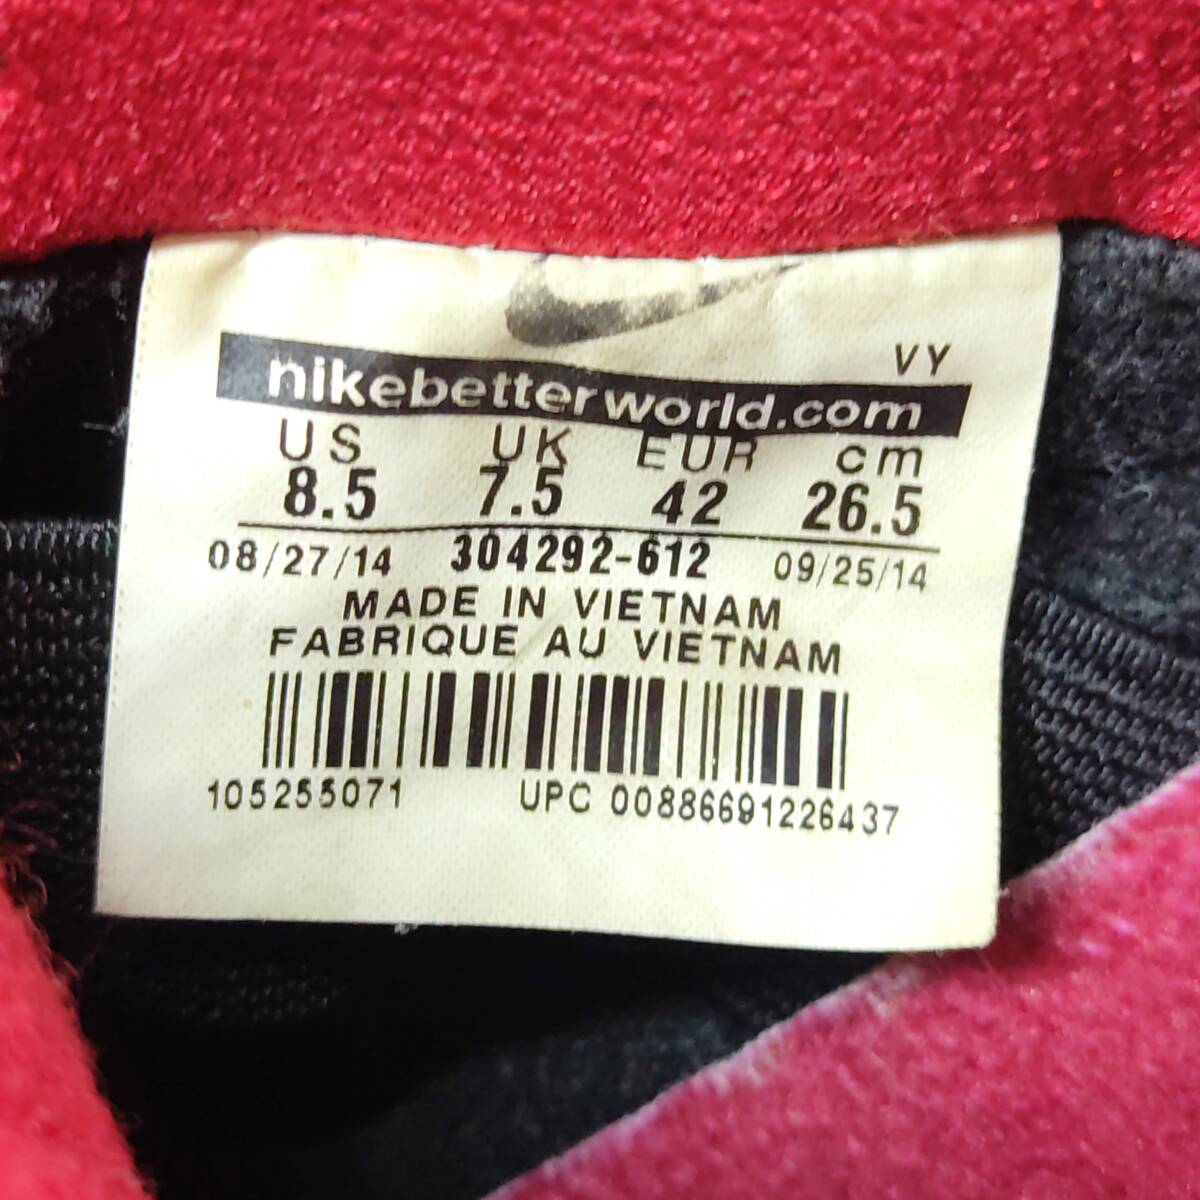 VY
nikebetterworld.com
US UK EUR cm
8.5 7.5 42 26.5
08/27/14 304292-612 09/25/14
MADE IN VIETNAM
FABRIQUE AU VIETNAM
105255071 UPC 00886691226437